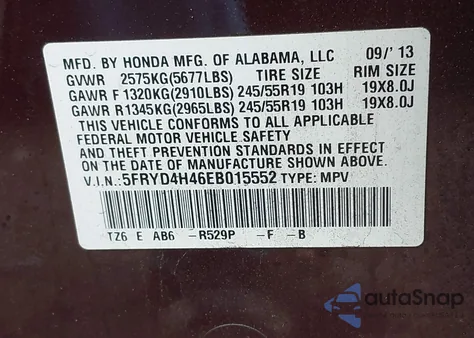 MFD. BY HONDA MFG. OF ALABAMA, LLC 09/'13
GVWR 2575KG(5677LBS) TIRE SIZE RIM SIZE
GAWR F 1320KG(2910LBS) 245/55R19 103H 19X8.0J
GAWR R1345KG(2965LBS) 245/55R19 103H 19X8.0J
THIS VEHICLE CONFORMS TO ALL APPLICABLE
FEDERAL MOTOR VEHICLE SAFETY
AND THEFT PREVENTION STANDARDS IN EFFECT
ON THE DATE OF MANUFACTURE SHOWN ABOVE.
V.I.N.:5FRYD4H46EB015552 TYPE: MPV
TZ6 E AB6 -R529P -F -B
autoSnap